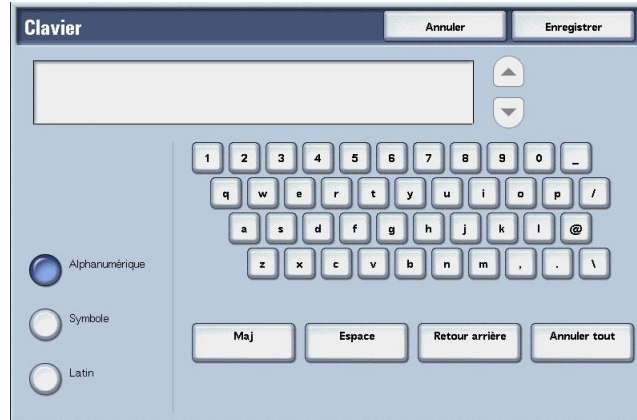 Clavier Annuler Enregistrer
1 2 3 4 5 6 7 8 9 0 _
q w e r t y u i o p /
a s d f g h j k l @
z x c v b n m , . \
Alphanumérique
Symbole
Latin
Maj Espace Retour arrière Annuler tout